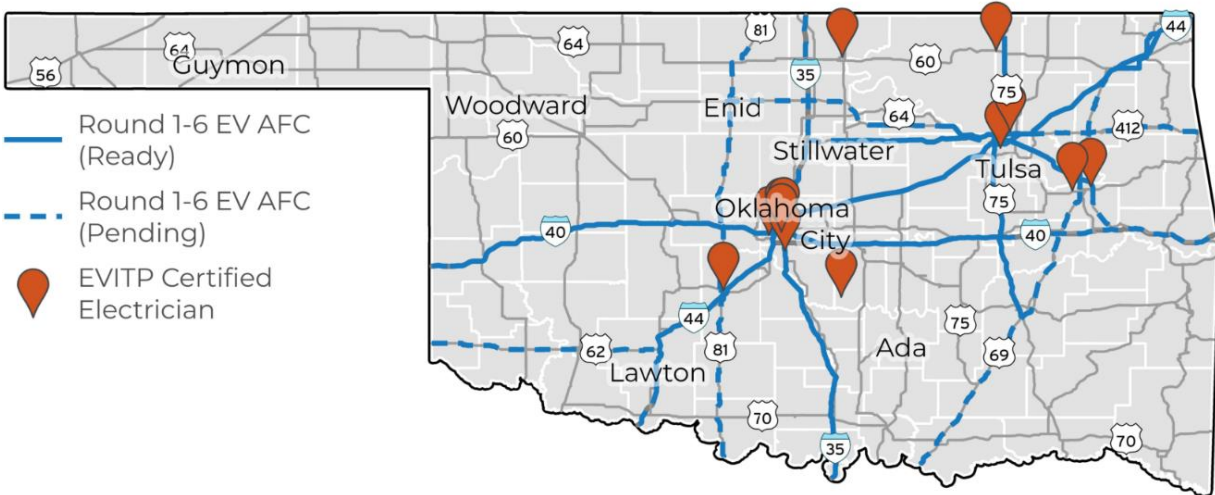 81
44
64
64
56
Guymon
35
60
75
Woodward
Enid
60
64
412
Round 1-6 EV AFC
(Ready)
Stillwater
Tulsa
75
Round 1-6 EV AFC
(Pending)
Oklahoma
City
40
40
EVITP Certified
Electrician
44
75
62
81
Ada
69
Lawton
70
35
70